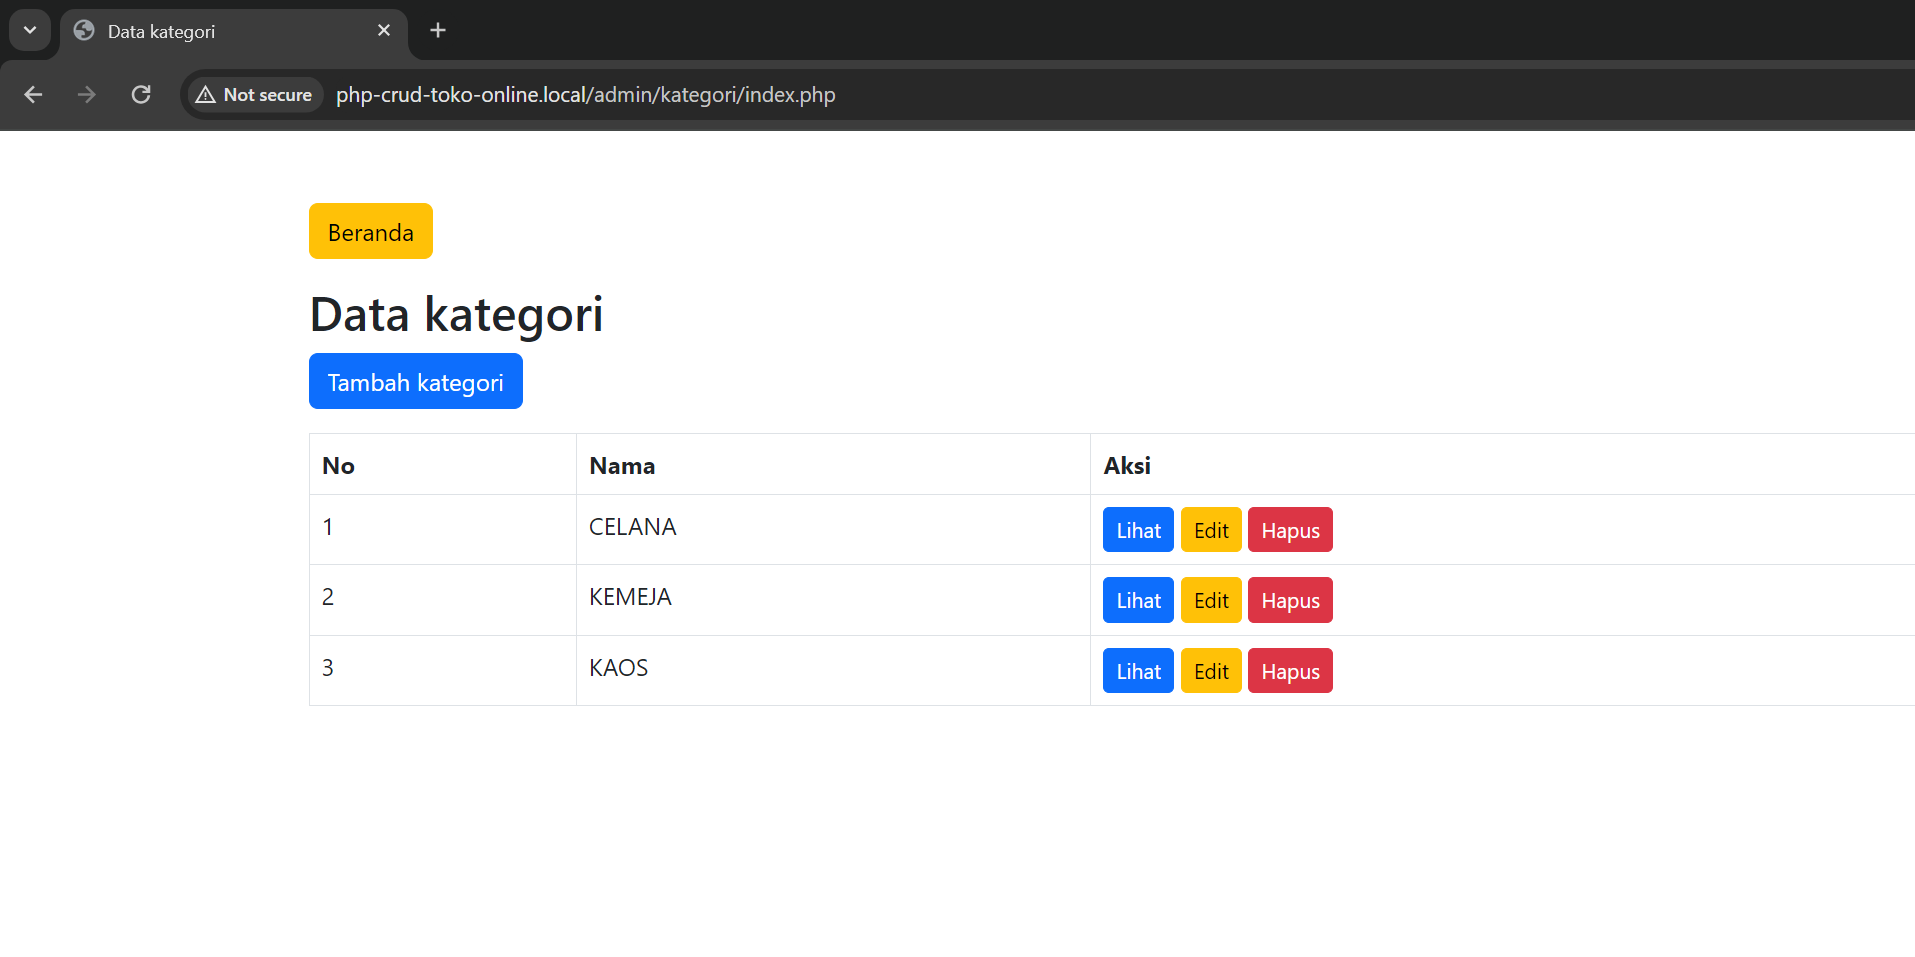 Data kategori
Not secure php-crud-toko-online.local/admin/kategori/index.php
Beranda
Data kategori
Tambah kategori
No Nama Aksi
1 CELANA Lihat Edit Hapus
2 KEMEJA Lihat Edit Hapus
3 KAOS Lihat Edit Hapus